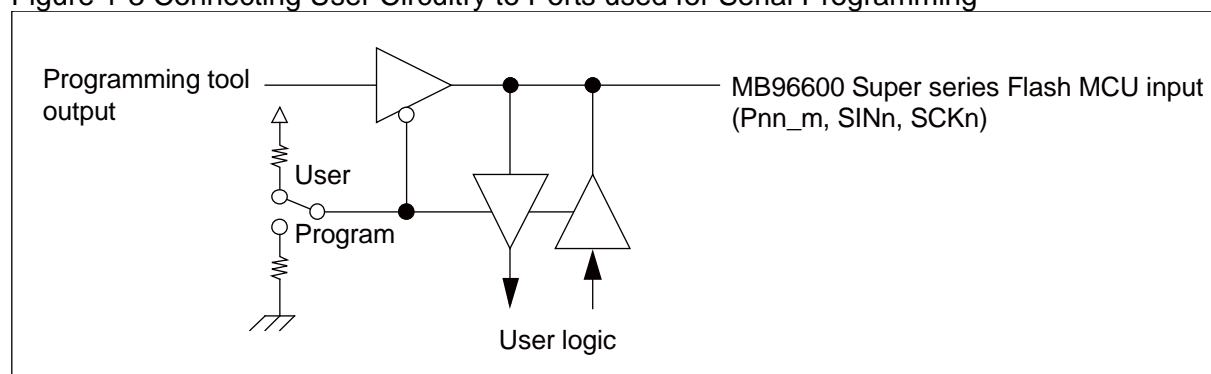 Figure 1-8 Connecting User Circuitry to Ports used for Serial Programming
Programming tool
output
MB96600 Super series Flash MCU input
(Pnn_m, SINn, SCKn)
User
Program
User logic